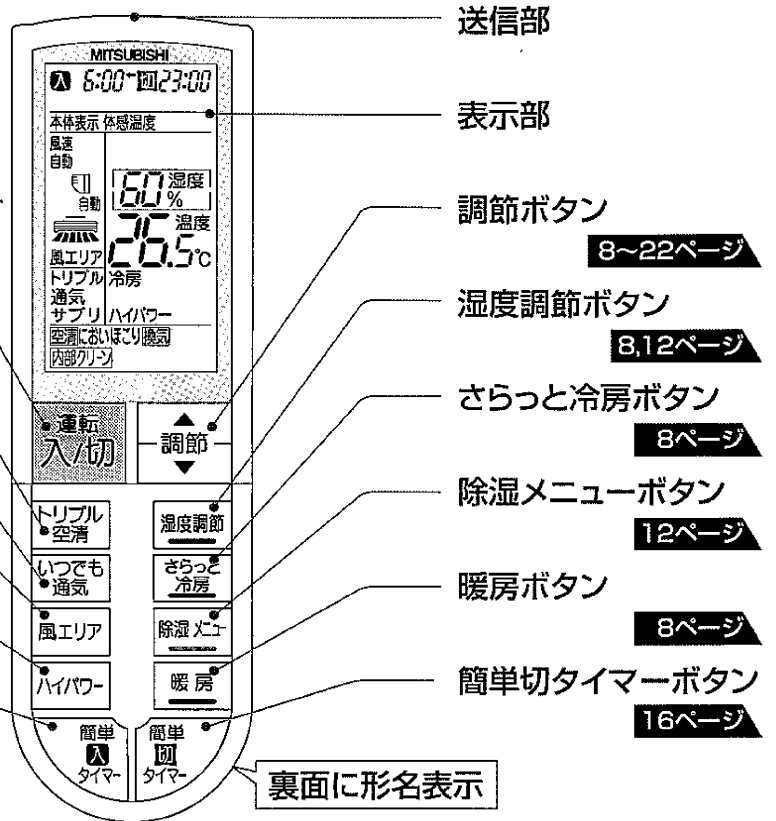 MITSUBISHI
入 6:00 切 23:00
本体表示 体感温度
風速
自動
自動
風エリア
トリプル
通気
サプリ
60%
湿度
26.5℃
温度
冷房
ハイパワー
空清 におい ほこり 換気
内部クリーン
運転
入/切
▲
調節
▼
トリプル
空清
湿度調節
いつでも
通気
さらっと
冷房
風エリア
除湿 メニュー
ハイパワー
暖房
簡単
入
タイマー
簡単
切
タイマー
送信部
表示部
調節ボタン
8~22ページ
湿度調節ボタン
8,12ページ
さらっと冷房ボタン
8ページ
除湿メニューボタン
12ページ
暖房ボタン
8ページ
簡単切タイマーボタン
16ページ
裏面に形名表示